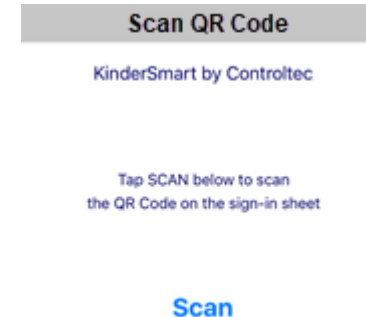 Scan QR Code
KinderSmart by Controltec
Tap SCAN below to scan
the QR Code on the sign-in sheet
Scan